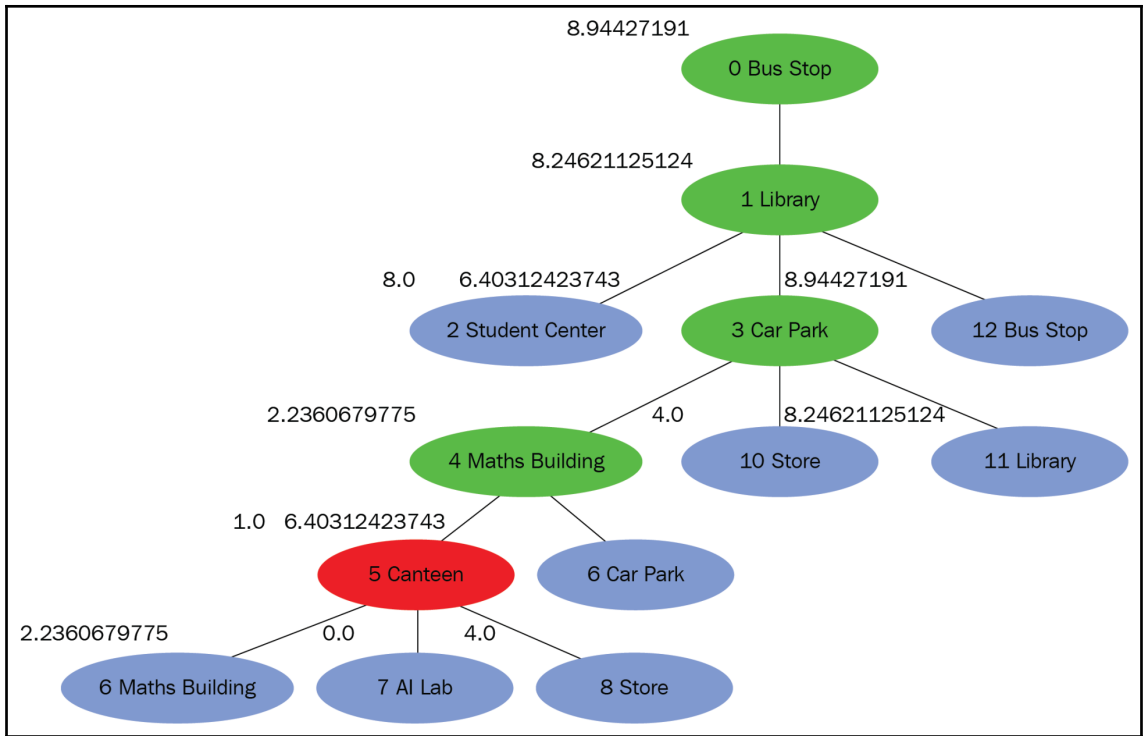 8.94427191
0 Bus Stop
8.24621125124
1 Library
8.0 6.40312423743 8.94427191
2 Student Center 3 Car Park 12 Bus Stop
2.2360679775 4.0 8.24621125124
4 Maths Building 10 Store 11 Library
1.0 6.40312423743
5 Canteen 6 Car Park
2.2360679775 0.0 4.0
6 Maths Building 7 AI Lab 8 Store